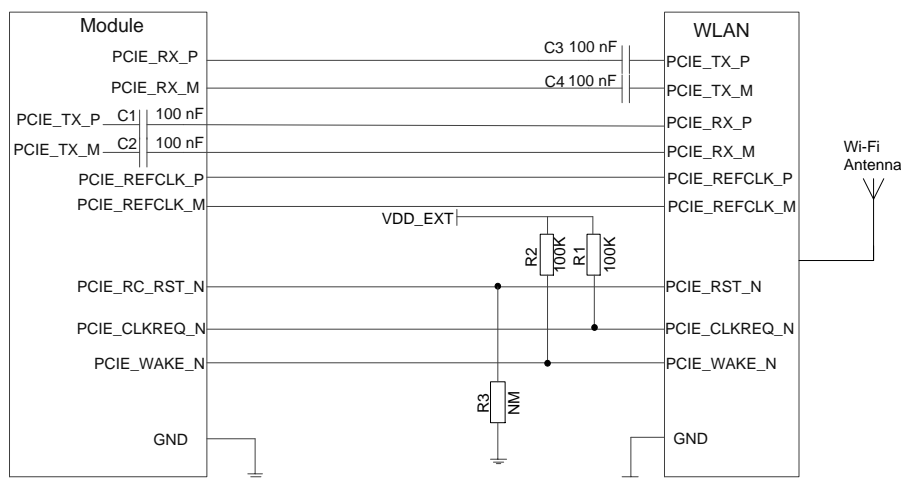 Module
WLAN
PCIE_RX_P
C3 100 nF
PCIE_TX_P
PCIE_RX_M
C4 100 nF
PCIE_TX_M
PCIE_TX_P
C1
100 nF
PCIE_RX_P
PCIE_TX_M
C2
100 nF
PCIE_RX_M
Wi-Fi
Antenna
PCIE_REFCLK_P
PCIE_REFCLK_P
PCIE_REFCLK_M
PCIE_REFCLK_M
VDD_EXT
R2
100K
R1
100K
PCIE_RC_RST_N
PCIE_RST_N
PCIE_CLKREQ_N
PCIE_CLKREQ_N
PCIE_WAKE_N
PCIE_WAKE_N
R3
NM
GND
GND